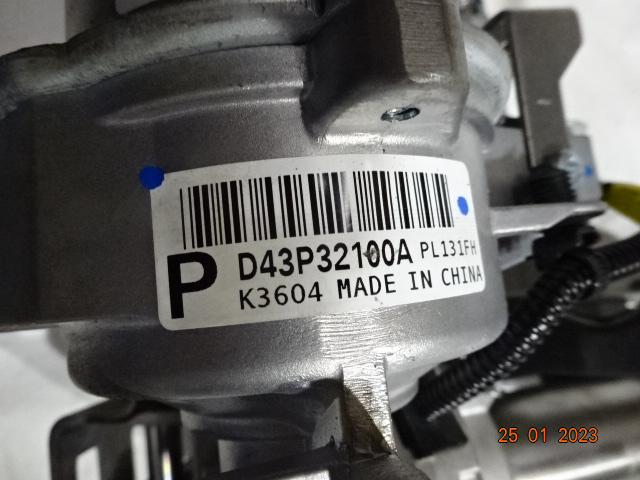 P D43P32100A PL131FH
K3604 MADE IN CHINA
25 01 2023